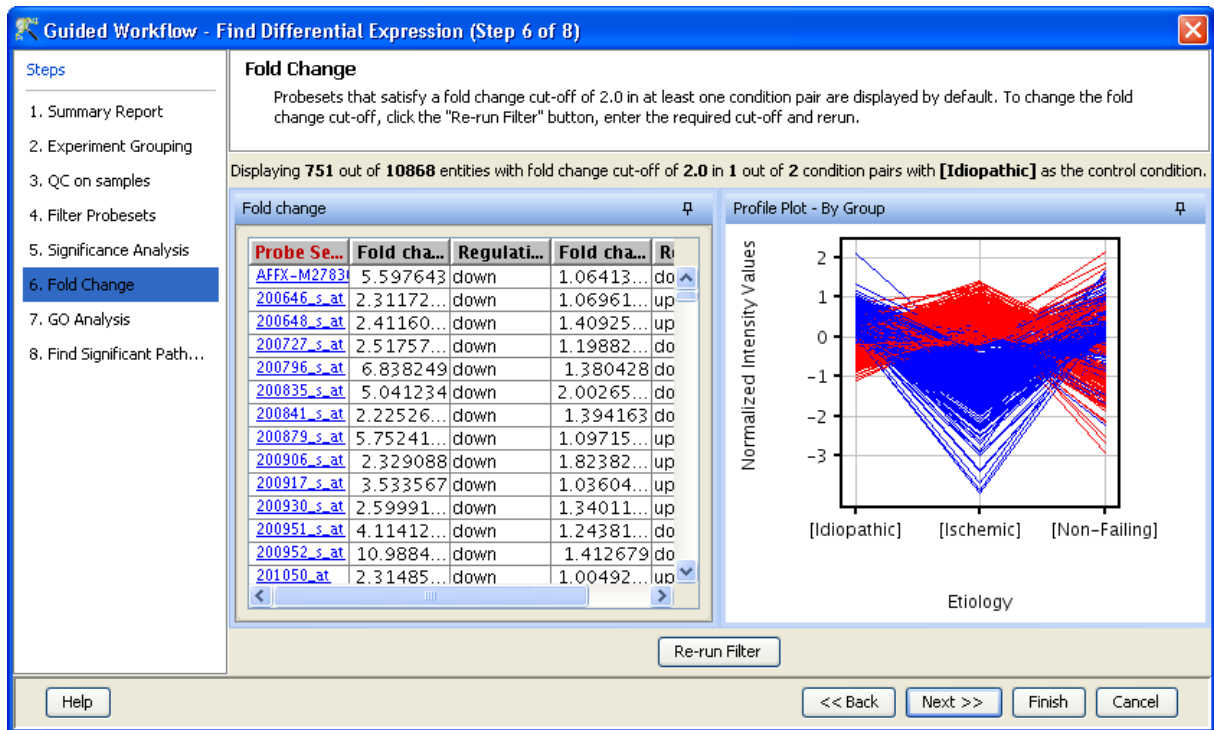 Guided Workflow - Find Differential Expression (Step 6 of 8)
Steps
1. Summary Report
2. Experiment Grouping
3. QC on samples
4. Filter Probesets
5. Significance Analysis
6. Fold Change
7. GO Analysis
8. Find Significant Path...
Fold Change
Probesets that satisfy a fold change cut-off of 2.0 in at least one condition pair are displayed by default. To change the fold
change cut-off, click the "Re-run Filter" button, enter the required cut-off and rerun.
Displaying 751 out of 10868 entities with fold change cut-off of 2.0 in 1 out of 2 condition pairs with [Idiopathic] as the control condition.
Fold change
Probe Se... Fold cha... Regulati... Fold cha... R
AFFX-M2783 5.597643 down 1.06413... do
200646_s_at 2.31172... down 1.06961... up
200648_s_at 2.41160... down 1.40925... up
200727_s_at 2.51757... down 1.19882... do
200796_s_at 6.838249 down 1.380428 do
200835_s_at 5.041234 down 2.00265... do
200841_s_at 2.22526... down 1.394163 do
200879_s_at 5.75241... down 1.09715... up
200906_s_at 2.329088 down 1.82382... up
200917_s_at 3.533567 down 1.03604... up
200930_s_at 2.59991... down 1.34011... up
200951_s_at 4.11412... down 1.24381... do
200952_s_at 10.9884... down 1.412679 do
201050_at 2.31485... down 1.00492... up
Profile Plot - By Group
Normalized Intensity Values
2
1
0
-1
-2
-3
[Idiopathic] [Ischemic] [Non-Failing]
Etiology
Re-run Filter
Help
<< Back
Next >>
Finish
Cancel